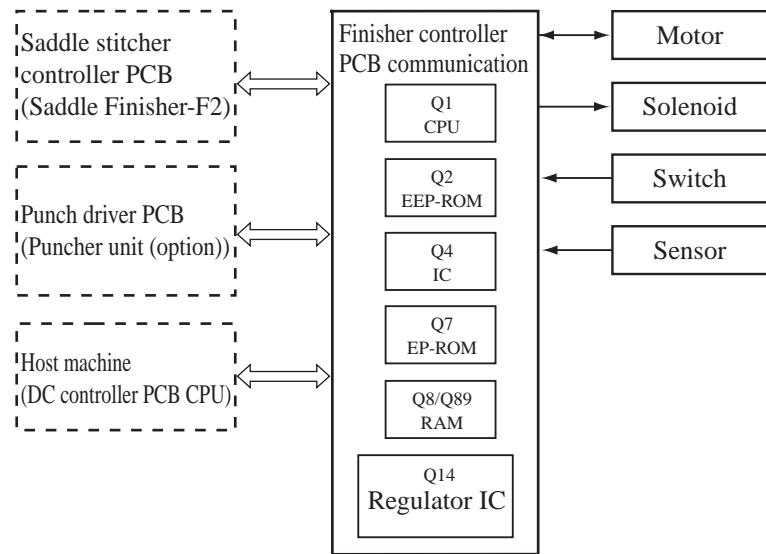 Saddle stitcher
controller PCB
(Saddle Finisher-F2)
Punch driver PCB
(Puncher unit (option))
Host machine
(DC controller PCB CPU)
Finisher controller
PCB communication
Q1
CPU
Q2
EEP-ROM
Q4
IC
Q7
EP-ROM
Q8/Q89
RAM
Q14
Regulator IC
Motor
Solenoid
Switch
Sensor